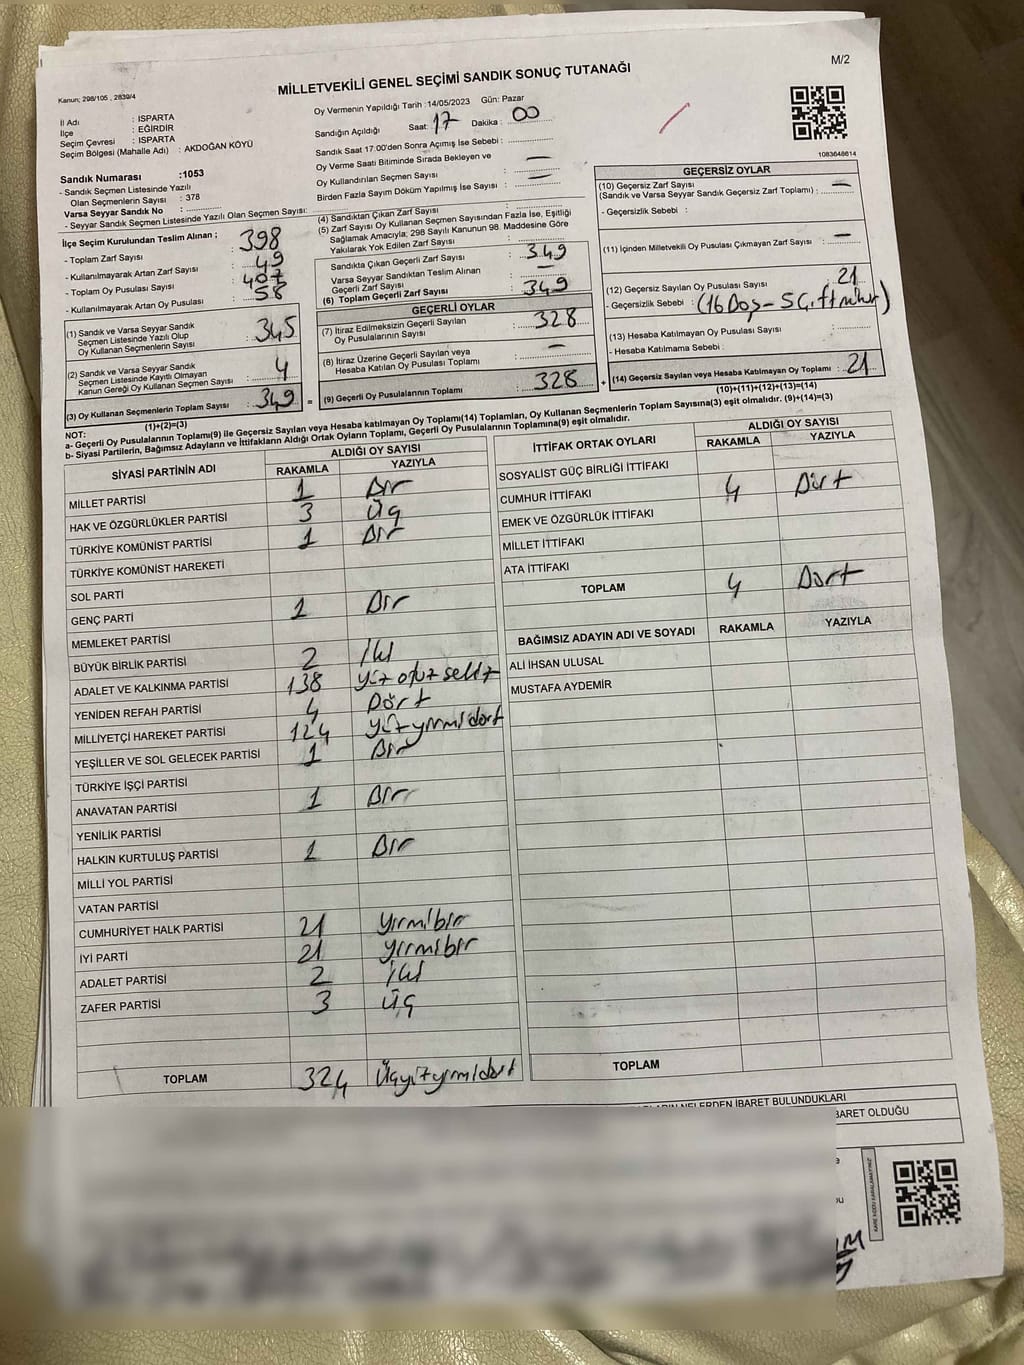 M/2
MİLLETVEKİLİ GENEL SEÇİMİ SANDIK SONUÇ TUTANAĞI
Kanun; 298/105 , 2839/4
İl Adı : ISPARTA
İlçe : EĞİRDİR
Seçim Çevresi : ISPARTA
Seçim Bölgesi (Mahalle Adı) : AKDOĞAN KÖYÜ
Sandık Numarası :1053
- Sandık Seçmen Listesinde Yazılı
Olan Seçmenlerin Sayısı : 378
Varsa Seyyar Sandık No :
- Seyyar Sandık Seçmen Listesinde Yazılı Olan Seçmen Sayısı:
İlçe Seçim Kurulundan Teslim Alınan ;
- Toplam Zarf Sayısı : 398
- Kullanılmayarak Artan Zarf Sayısı : 49
- Toplam Oy Pusulası Sayısı : 407
- Kullanılmayarak Artan Oy Pusulası : 58
(1) Sandık ve Varsa Seyyar Sandık
Seçmen Listesinde Yazılı Olup
Oy Kullanan Seçmenlerin Sayısı : 345
(2) Sandık ve Varsa Seyyar Sandık
Seçmen Listesinde Kayıtlı Olmayan
Kanun Gereği Oy Kullanan Seçmen Sayısı : 4
(3) Oy Kullanan Seçmenlerin Toplam Sayısı : 349
(1)+(2)=(3)
Oy Vermenin Yapıldığı Tarih :14/05/2023 Gün: Pazar
Sandığın Açıldığı Saat: 17 Dakika : 00
Sandık Saat 17:00'den Sonra Açımış İse Sebebi :
Oy Verme Saati Bitiminde Sırada Bekleyen ve
Oy Kullandırılan Seçmen Sayısı : —
Birden Fazla Sayım Döküm Yapılmış İse Sayısı : —
(4) Sandıktan Çıkan Zarf Sayısı :
(5) Zarf Sayısı Oy Kullanan Seçmen Sayısından Fazla İse, Eşitliği
Sağlamak Amacıyla; 298 Sayılı Kanunun 98. Maddesine Göre
Yakılarak Yok Edilen Zarf Sayısı :
Sandıkta Çıkan Geçerli Zarf Sayısı : 349
Varsa Seyyar Sandıktan Teslim Alınan
Geçerli Zarf Sayısı : —
(6) Toplam Geçerli Zarf Sayısı : 349
GEÇERLİ OYLAR
(7) İtiraz Edilmeksizin Geçerli Sayılan
Oy Pusulalarının Sayısı : 328
(8) İtiraz Üzerine Geçerli Sayılan veya
Hesaba Katılan Oy Pusulası Toplamı : —
(9) Geçerli Oy Pusulalarının Toplamı : 328
1083648614
GEÇERSİZ OYLAR
(10) Geçersiz Zarf Sayısı
(Sandık ve Varsa Seyyar Sandık Geçersiz Zarf Toplamı) : —
- Geçersizlik Sebebi :
(11) İçinden Milletvekili Oy Pusulası Çıkmayan Zarf Sayısı : —
(12) Geçersiz Sayılan Oy Pusulası Sayısı : 21
- Geçersizlik Sebebi : (16 Boş - 5 Çift mühür)
(13) Hesaba Katılmayan Oy Pusulası Sayısı :
- Hesaba Katılmama Sebebi :
(14) Geçersiz Sayılan veya Hesaba Katılmayan Oy Toplamı : 21
(10)+(11)+(12)+(13)=(14)
NOT:
a- Geçerli Oy Pusulalarının Toplamı(9) ile Geçersiz Sayılan veya Hesaba katılmayan Oy Toplamı(14) Toplamları, Oy Kullanan Seçmenlerin Toplam Sayısına(3) eşit olmalıdır. (9)+(14)=(3)
b- Siyasi Partilerin, Bağımsız Adayların ve İttifakların Aldığı Ortak Oyların Toplamı, Geçerli Oy Pusulalarının Toplamına(9) eşit olmalıdır.
SİYASİ PARTİNİN ADI ALDIĞI OY SAYISI
RAKAMLA YAZIYLA
MİLLET PARTİSİ 1 Bir
HAK VE ÖZGÜRLÜKLER PARTİSİ 3 Üç
TÜRKİYE KOMÜNİST PARTİSİ 1 Bir
TÜRKİYE KOMÜNİST HAREKETİ
SOL PARTİ
GENÇ PARTİ 1 Bir
MEMLEKET PARTİSİ
BÜYÜK BİRLİK PARTİSİ 2 İki
ADALET VE KALKINMA PARTİSİ 138 yüz otuz sekiz
YENİDEN REFAH PARTİSİ 4 Dört
MİLLİYETÇİ HAREKET PARTİSİ 124 yüzyirmidört
YEŞİLLER VE SOL GELECEK PARTİSİ 1 Bir
TÜRKİYE İŞÇİ PARTİSİ
ANAVATAN PARTİSİ 1 Bir
YENİLİK PARTİSİ
HALKIN KURTULUŞ PARTİSİ 1 Bir
MİLLİ YOL PARTİSİ
VATAN PARTİSİ
CUMHURİYET HALK PARTİSİ 21 yirmibir
İYİ PARTİ 21 yirmibir
ADALET PARTİSİ 2 iki
ZAFER PARTİSİ 3 üç
TOPLAM 324 Üçyüzyirmidört
İTTİFAK ORTAK OYLARI ALDIĞI OY SAYISI
RAKAMLA YAZIYLA
SOSYALİST GÜÇ BİRLİĞİ İTTİFAKI
CUMHUR İTTİFAKI 4 Dört
EMEK VE ÖZGÜRLÜK İTTİFAKI
MİLLET İTTİFAKI
ATA İTTİFAKI
TOPLAM 4 Dört
BAĞIMSIZ ADAYIN ADI VE SOYADI RAKAMLA YAZIYLA
ALİ İHSAN ULUSAL
MUSTAFA AYDEMİR
TOPLAM
NELERDEN İBARET BULUNDUKLARI
BARET OLDUĞU